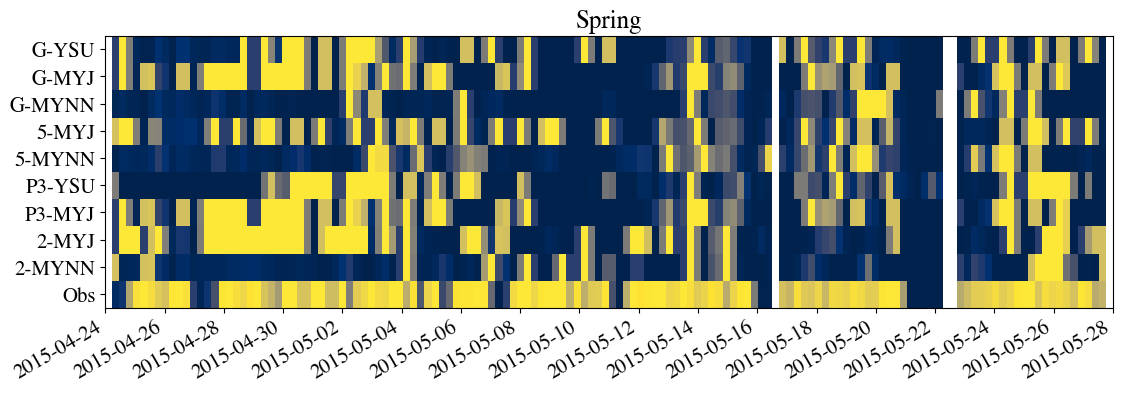 Spring
G-YSU
G-MYJ
G-MYNN
5-MYJ
5-MYNN
P3-YSU
P3-MYJ
2-MYJ
2-MYNN
Obs
2015-04-24
2015-04-26
2015-04-28
2015-04-30
2015-05-02
2015-05-04
2015-05-06
2015-05-08
2015-05-10
2015-05-12
2015-05-14
2015-05-16
2015-05-18
2015-05-20
2015-05-22
2015-05-24
2015-05-26
2015-05-28